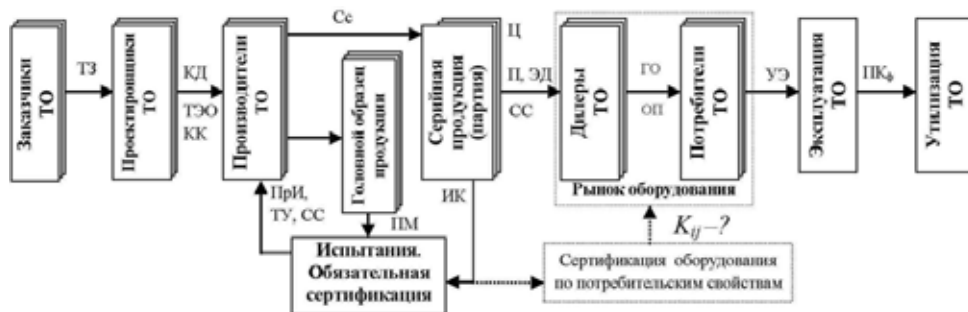 Заказчики
ТО
ТЗ
Проектировщики
ТО
КД
ТЭО
КК
Производители
ТО
Сс
Головной образец
продукции
ПрИ,
ТУ, СС
ПМ
Испытания.
Обязательная
сертификация
Серийная
продукция
(партия)
ИК
Ц
П, ЭД
СС
Дилеры
ТО
ГО
ОП
Потребители
ТО
Рынок оборудования
K_ij –?
Сертификация оборудования
по потребительским свойствам
УЭ
Эксплуатация
ТО
ПКф
Утилизация
ТО